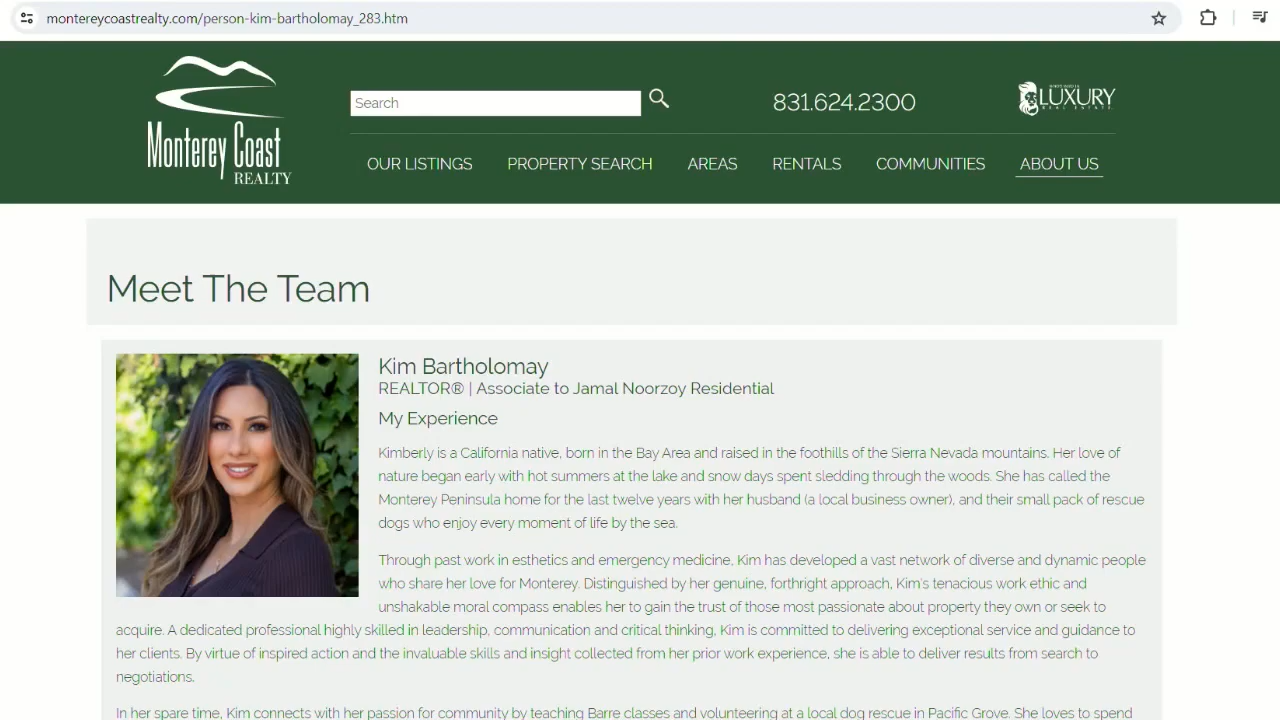 montereycoastrealty.com/person-kim-bartholomay_283.htm
Monterey Coast
REALTY
Search
831.624.2300
LUXURY
OUR LISTINGS PROPERTY SEARCH AREAS RENTALS COMMUNITIES ABOUT US
Meet The Team
Kim Bartholomay
REALTOR® | Associate to Jamal Noorzoy Residential
My Experience
Kimberly is a California native, born in the Bay Area and raised in the foothills of the Sierra Nevada mountains. Her love of
nature began early with hot summers at the lake and snow days spent sledding through the woods. She has called the
Monterey Peninsula home for the last twelve years with her husband (a local business owner), and their small pack of rescue
dogs who enjoy every moment of life by the sea.
Through past work in esthetics and emergency medicine, Kim has developed a vast network of diverse and dynamic people
who share her love for Monterey. Distinguished by her genuine, forthright approach, Kim's tenacious work ethic and
unshakable moral compass enables her to gain the trust of those most passionate about property they own or seek to
acquire. A dedicated professional highly skilled in leadership, communication and critical thinking, Kim is committed to delivering exceptional service and guidance to
her clients. By virtue of inspired action and the invaluable skills and insight collected from her prior work experience, she is able to deliver results from search to
negotiations.
In her spare time, Kim connects with her passion for community by teaching Barre classes and volunteering at a local dog rescue in Pacific Grove. She loves to spend